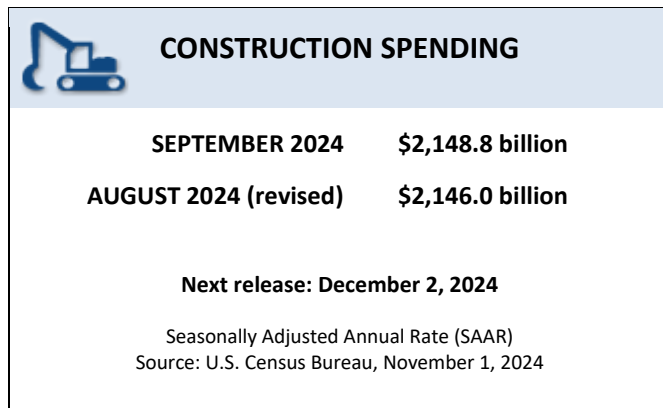 CONSTRUCTION SPENDING
SEPTEMBER 2024 $2,148.8 billion
AUGUST 2024 (revised) $2,146.0 billion
Next release: December 2, 2024
Seasonally Adjusted Annual Rate (SAAR)
Source: U.S. Census Bureau, November 1, 2024